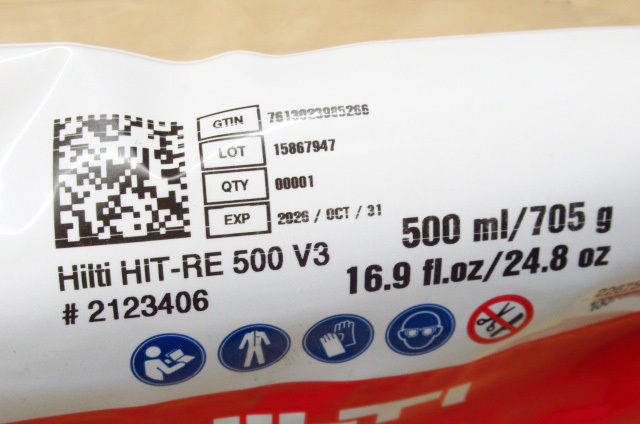 GTIN 7613023985266
LOT 15867947
QTY 00001
EXP 2026 / OCT / 31
Hilti HIT-RE 500 V3
# 2123406
500 ml/705 g
16.9 fl.oz/24.8 oz